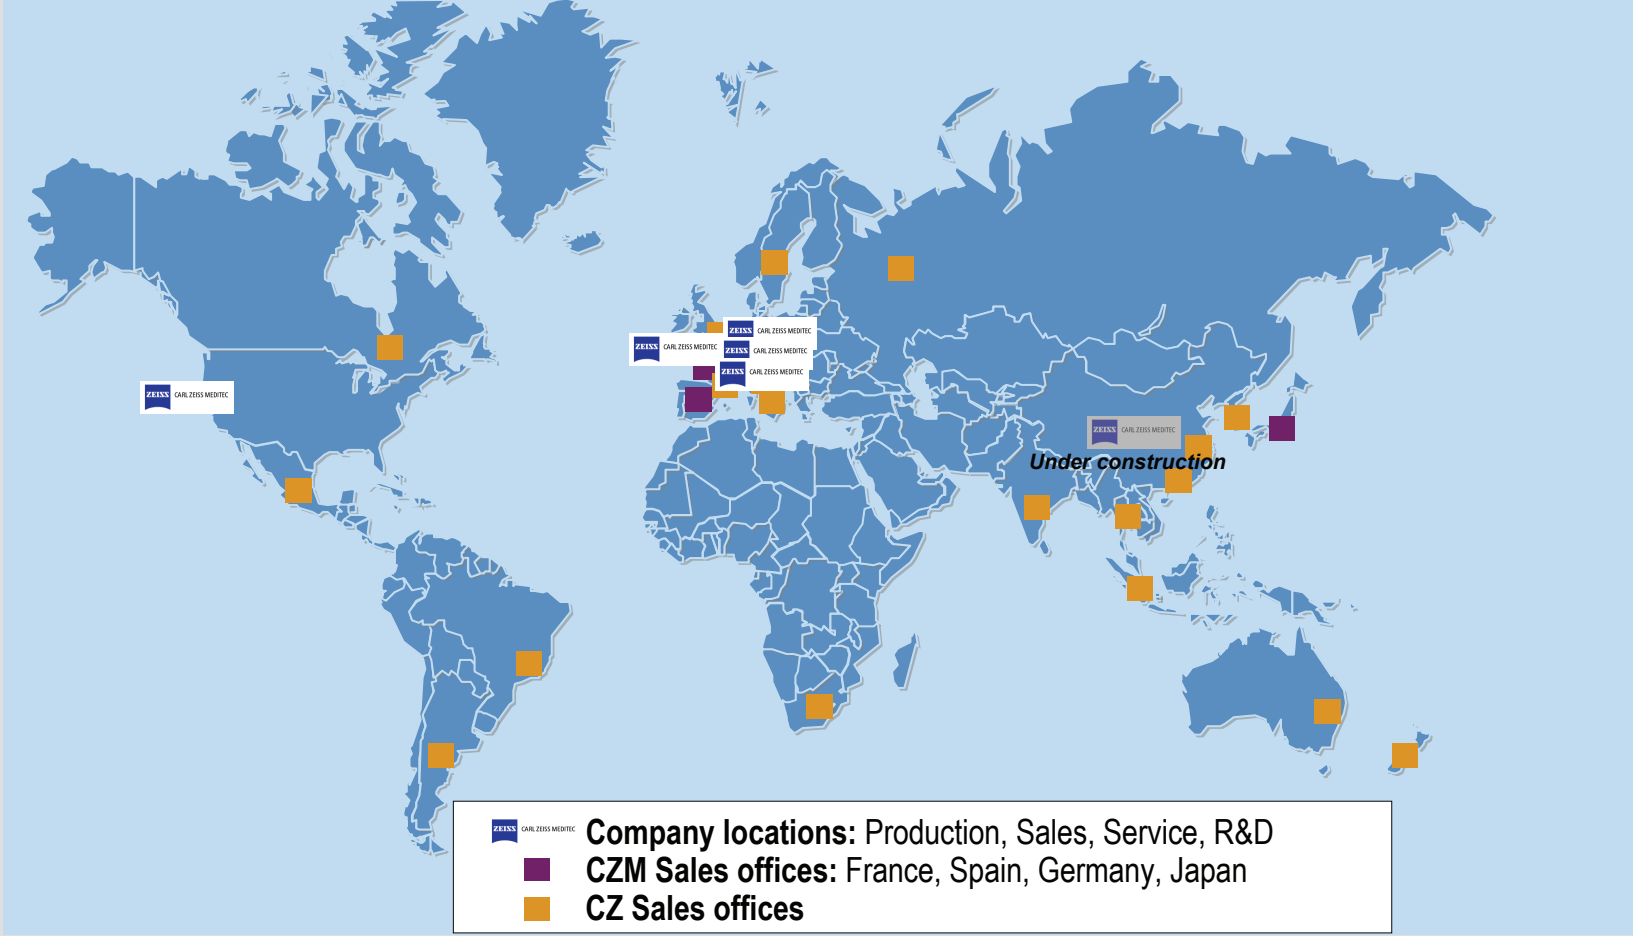 ZEISS CARL ZEISS MEDITEC
ZEISS CARL ZEISS MEDITEC
ZEISS CARL ZEISS MEDITEC
ZEISS CARL ZEISS MEDITEC
ZEISS CARL ZEISS MEDITEC
ZEISS CARL ZEISS MEDITEC
Under construction
ZEISS CARL ZEISS MEDITEC Company locations: Production, Sales, Service, R&D
CZM Sales offices: France, Spain, Germany, Japan
CZ Sales offices